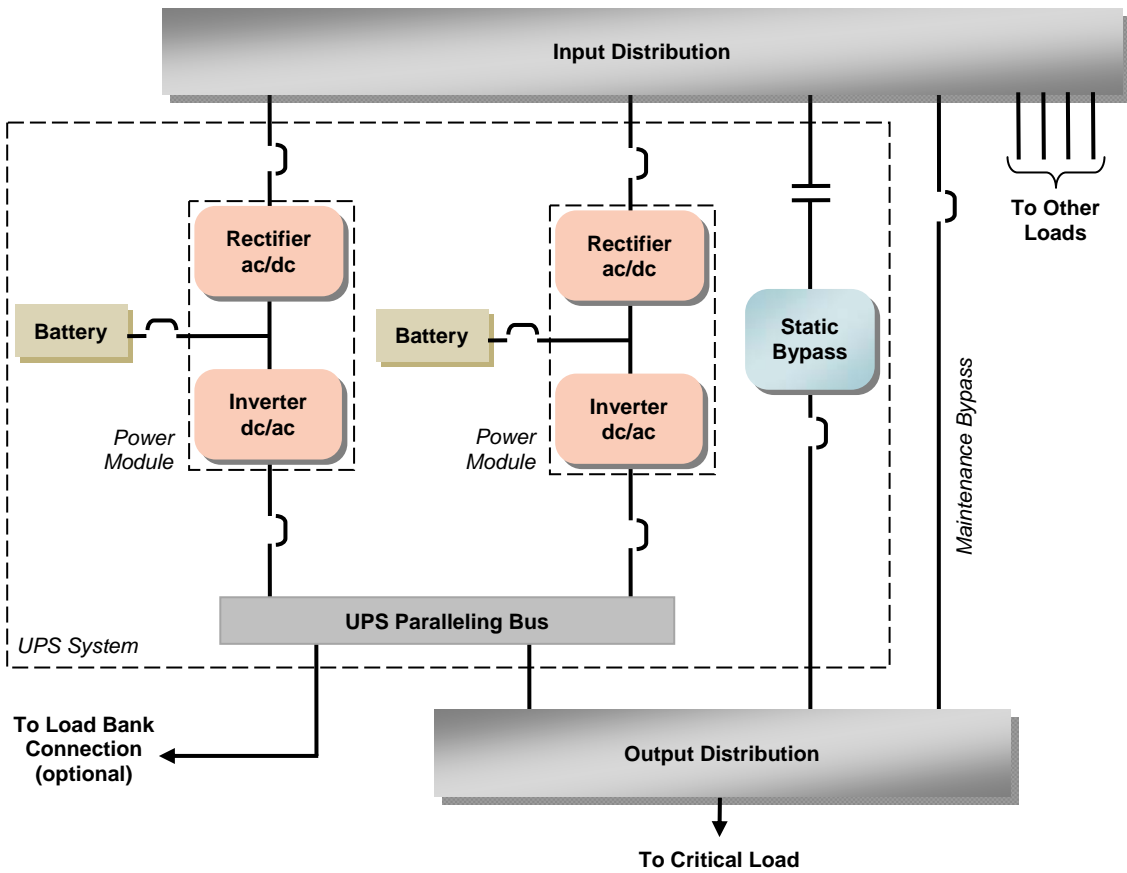 Input Distribution
To Other
Loads
Rectifier
ac/dc
Rectifier
ac/dc
Battery
Battery
Static
Bypass
Inverter
dc/ac
Inverter
dc/ac
Power
Module
Power
Module
Maintenance Bypass
UPS Paralleling Bus
UPS System
To Load Bank
Connection
(optional)
Output Distribution
To Critical Load